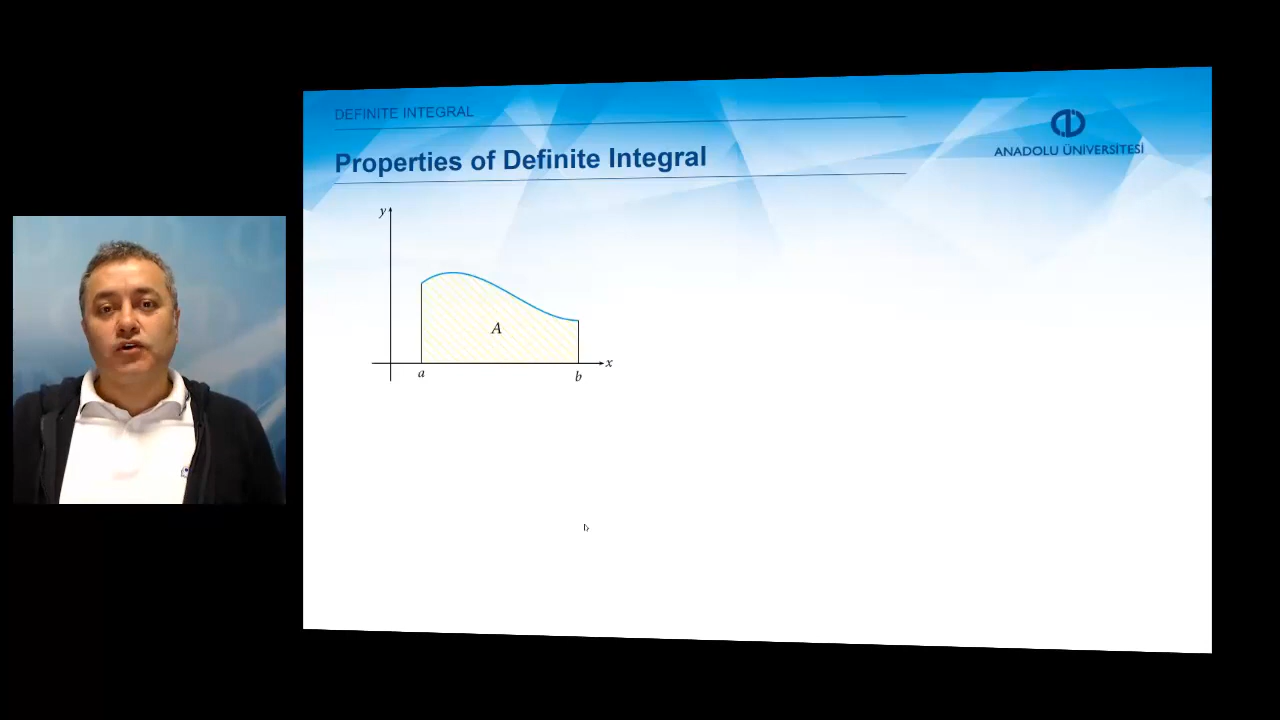 DEFINITE INTEGRAL
ANADOLU ÜNİVERSİTESİ
Properties of Definite Integral
y
A
x
a
b